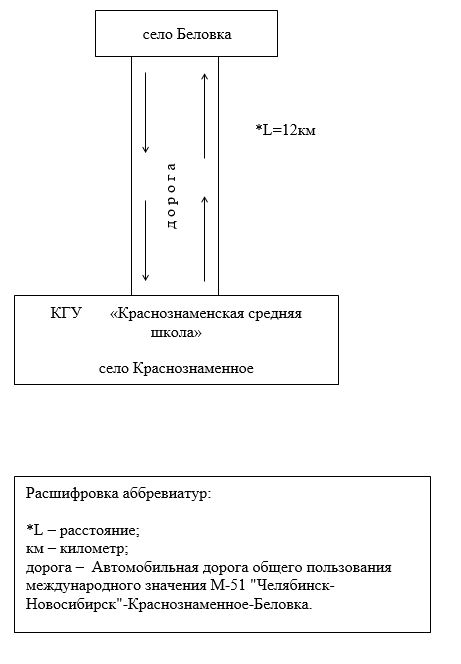 село Беловка
*L=12км
дорога
КГУ «Краснознаменская средняя
школа»
село Краснознаменное
Расшифровка аббревиатур:
*L – расстояние;
км – километр;
дорога – Автомобильная дорога общего пользования
международного значения М-51 "Челябинск-
Новосибирск"-Краснознаменное-Беловка.